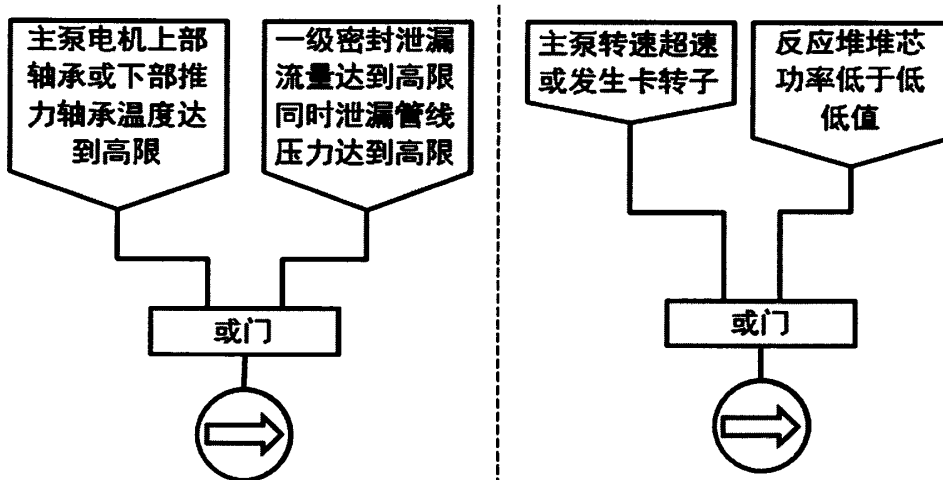 主泵电机上部
轴承或下部推
力轴承温度达
到高限
一级密封泄漏
流量达到高限
同时泄漏管线
压力达到高限
或门
主泵转速超速
或发生卡转子
反应堆堆芯
功率低于低
低值
或门